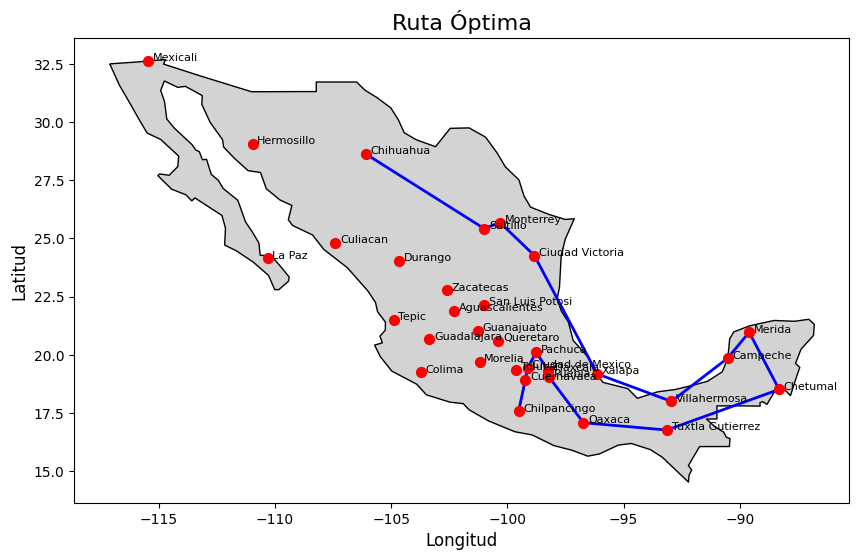 Ruta Óptima
Mexicali
Hermosillo
Chihuahua
Monterrey
Saltillo
Culiacan
Ciudad Victoria
La Paz
Durango
Zacatecas
San Luis Potosi
Aguascalientes
Tepic
Guanajuato
Guadalajara
Queretaro
Pachuca
Morelia
Ciudad de Mexico
Toluca
Tlaxcala
Puebla
Cuernavaca
Xalapa
Colima
Chilpancingo
Oaxaca
Villahermosa
Tuxtla Gutierrez
Merida
Campeche
Chetumal
Latitud
32.5
30.0
27.5
25.0
22.5
20.0
17.5
15.0
−115
−110
−105
−100
−95
−90
Longitud